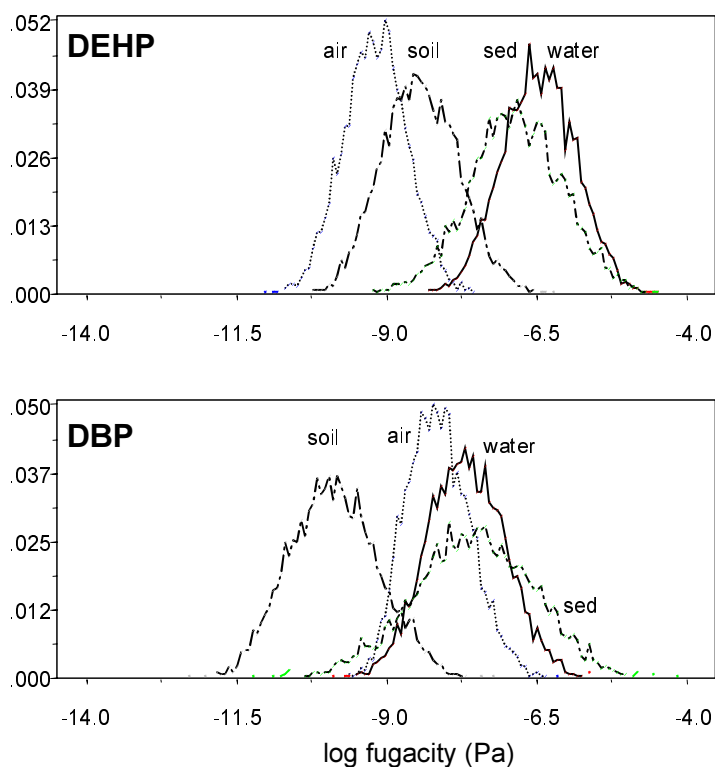 .052
DEHP
air soil sed water
.039
.026
.013
.000
-14.0 -11.5 -9.0 -6.5 -4.0
.050
DBP
soil air water
.037
.025
sed
.012
.000
-14.0 -11.5 -9.0 -6.5 -4.0
log fugacity (Pa)